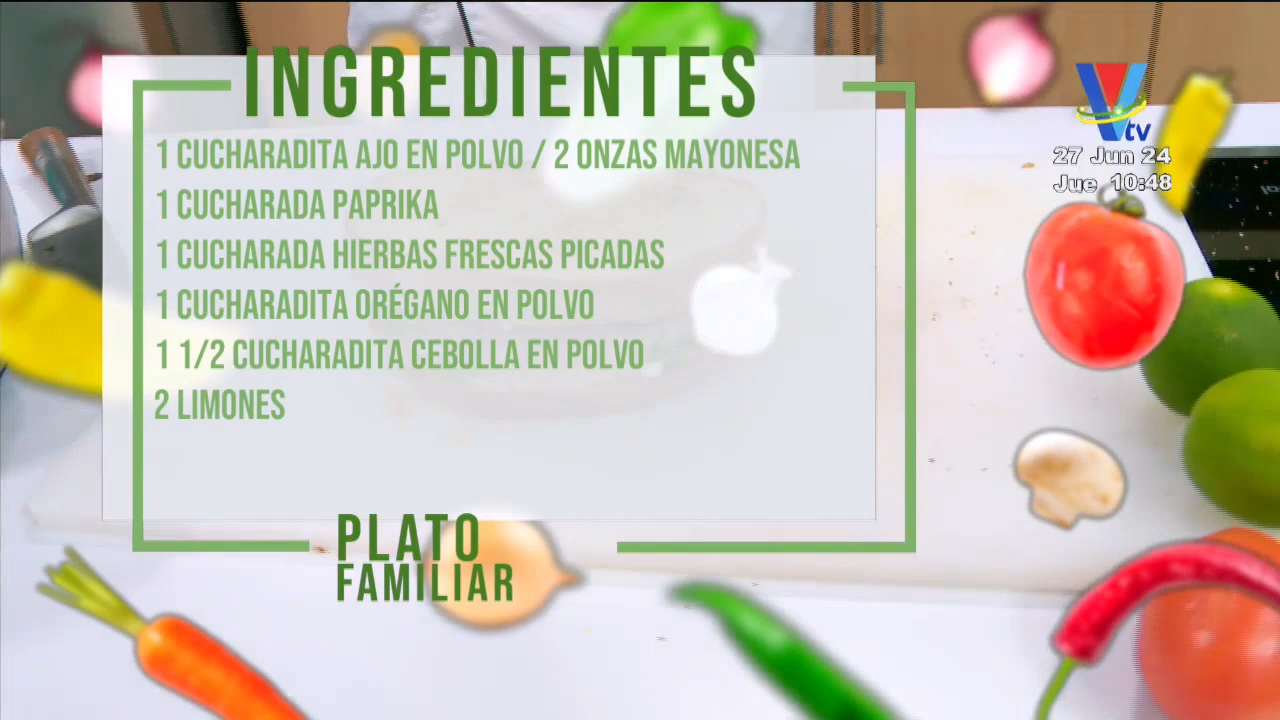 INGREDIENTES
1 CUCHARADITA AJO EN POLVO / 2 ONZAS MAYONESA
1 CUCHARADA PAPRIKA
1 CUCHARADA HIERBAS FRESCAS PICADAS
1 CUCHARADITA ORÉGANO EN POLVO
1 1/2 CUCHARADITA CEBOLLA EN POLVO
2 LIMONES
PLATO
FAMILIAR
Vtv
27 Jun 24
Jue 10:48